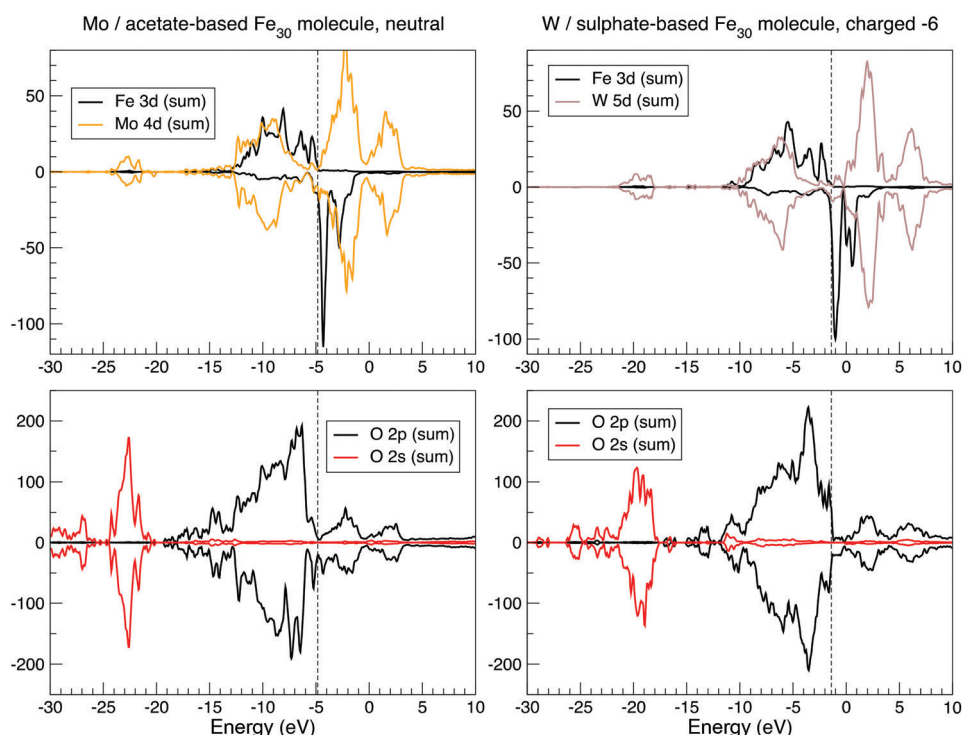 Mo / acetate-based Fe30 molecule, neutral
W / sulphate-based Fe30 molecule, charged -6
Fe 3d (sum)
Mo 4d (sum)
50
0
-50
-100
-30 -25 -20 -15 -10 -5 0 5 10
Fe 3d (sum)
W 5d (sum)
50
0
-50
-100
-30 -25 -20 -15 -10 -5 0 5 10
O 2p (sum)
O 2s (sum)
200
100
0
-100
-200
-30 -25 -20 -15 -10 -5 0 5 10
Energy (eV)
O 2p (sum)
O 2s (sum)
200
100
0
-100
-200
-30 -25 -20 -15 -10 -5 0 5 10
Energy (eV)